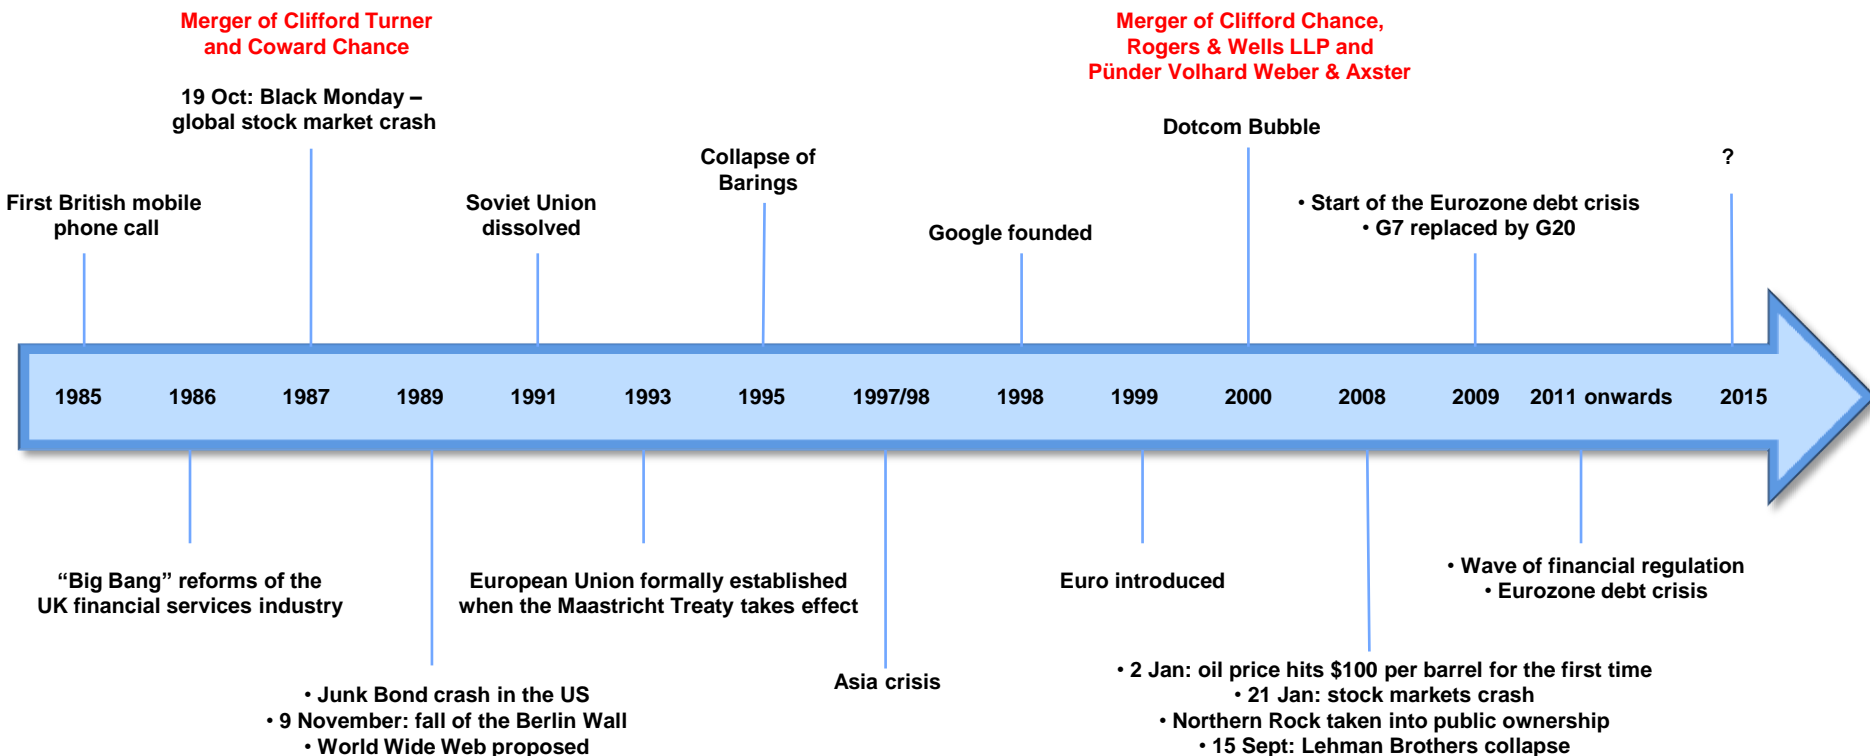 Merger of Clifford Turner
and Coward Chance
19 Oct: Black Monday –
global stock market crash
Merger of Clifford Chance,
Rogers & Wells LLP and
Pünder Volhard Weber & Axster
Dotcom Bubble
First British mobile
phone call
Soviet Union
dissolved
Collapse of
Barings
Google founded
• Start of the Eurozone debt crisis
• G7 replaced by G20
?
1985 1986 1987 1989 1991 1993 1995 1997/98 1998 1999 2000 2008 2009 2011 onwards 2015
“Big Bang” reforms of the
UK financial services industry
• Junk Bond crash in the US
• 9 November: fall of the Berlin Wall
• World Wide Web proposed
European Union formally established
when the Maastricht Treaty takes effect
Asia crisis
Euro introduced
• 2 Jan: oil price hits $100 per barrel for the first time
• 21 Jan: stock markets crash
• Northern Rock taken into public ownership
• 15 Sept: Lehman Brothers collapse
• Wave of financial regulation
• Eurozone debt crisis